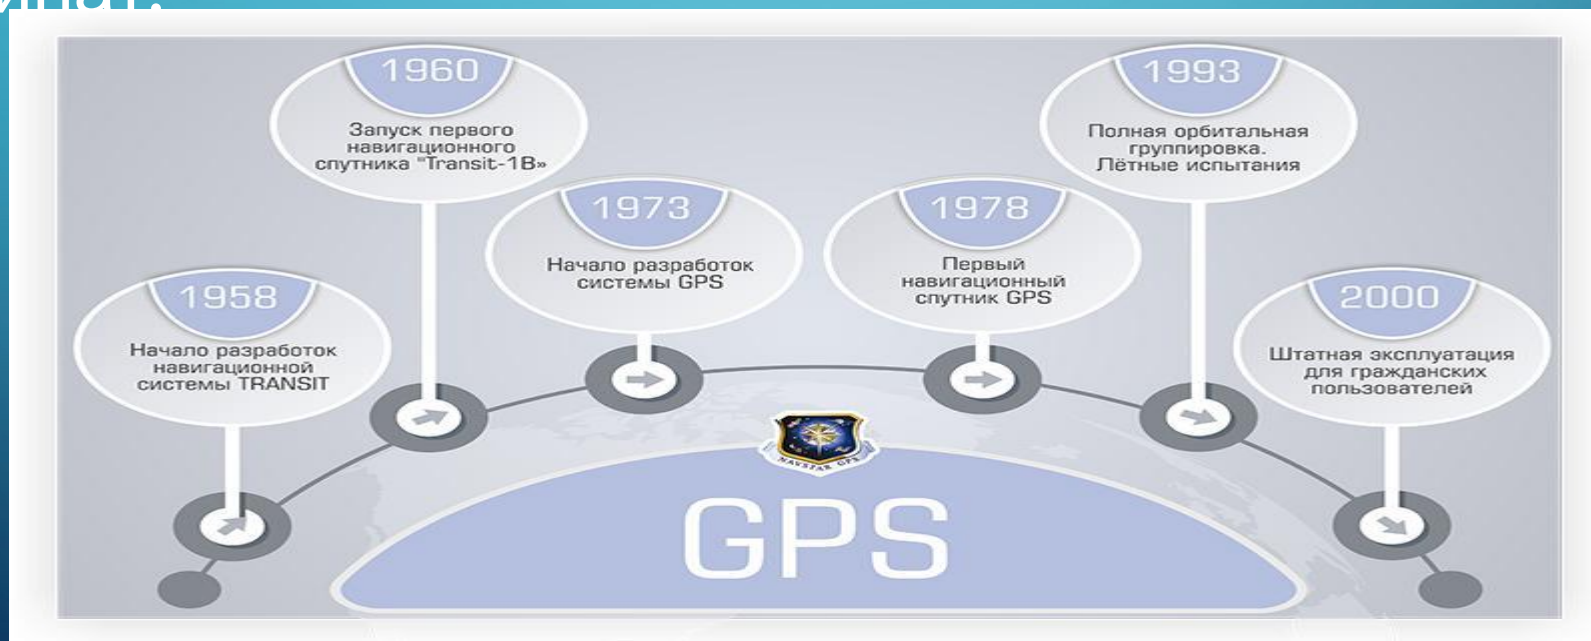 1958
Начало разработок
навигационной
системы TRANSIT
1960
Запуск первого
навигационного
спутника "Transit-1B»
1973
Начало разработок
системы GPS
1978
Первый
навигационный
спутник GPS
1993
Полная орбитальная
группировка.
Лётные испытания
2000
Штатная эксплуатация
для гражданских
пользователей
NAVSTAR GPS
GPS